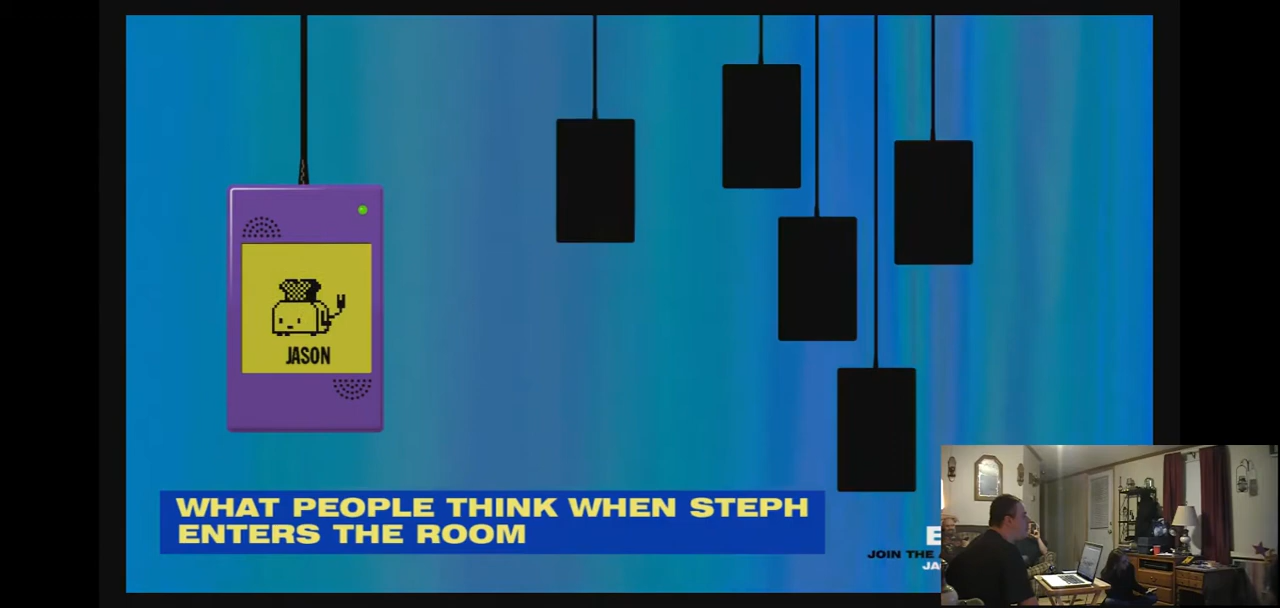 JASON
WHAT PEOPLE THINK WHEN STEPH
ENTERS THE ROOM
JOIN THE